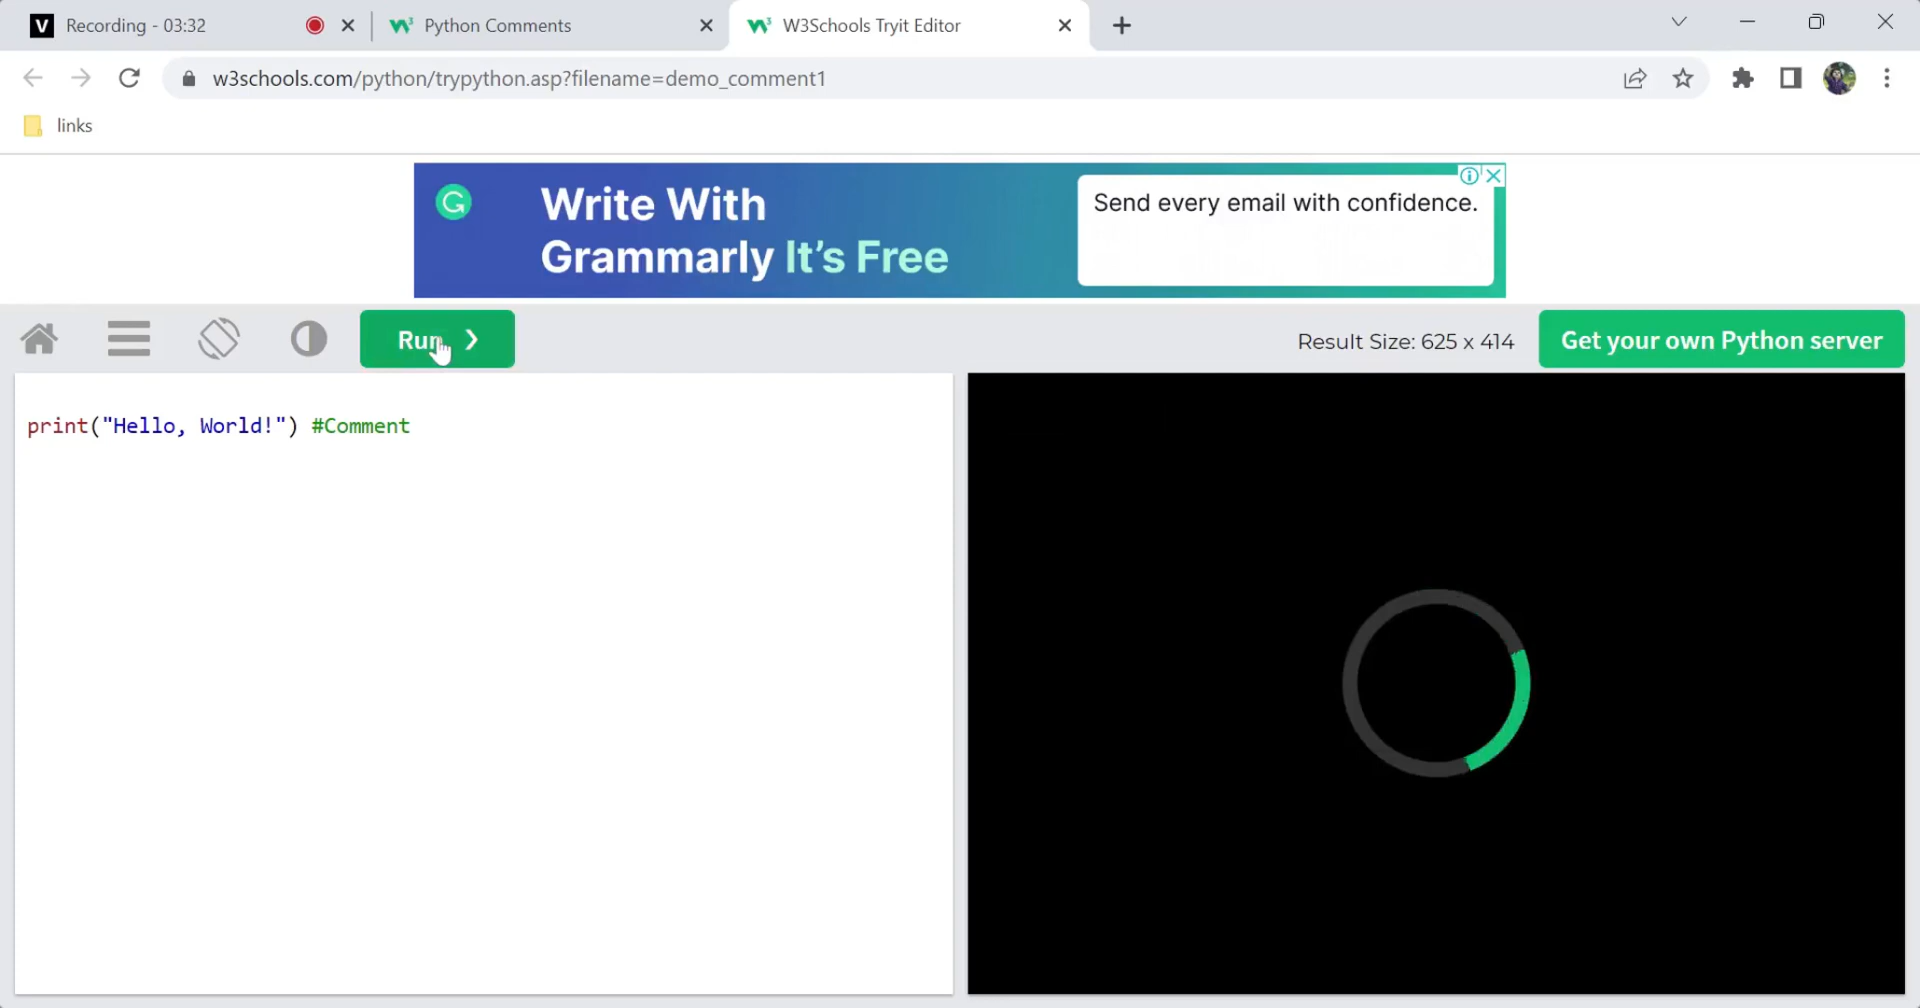 Recording - 03:32
Python Comments
W3Schools Tryit Editor
w3schools.com/python/trypython.asp?filename=demo_comment1
links
Write With
Grammarly It's Free
Send every email with confidence.
Run ❯
Result Size: 625 x 414
Get your own Python server
print("Hello, World!") #Comment